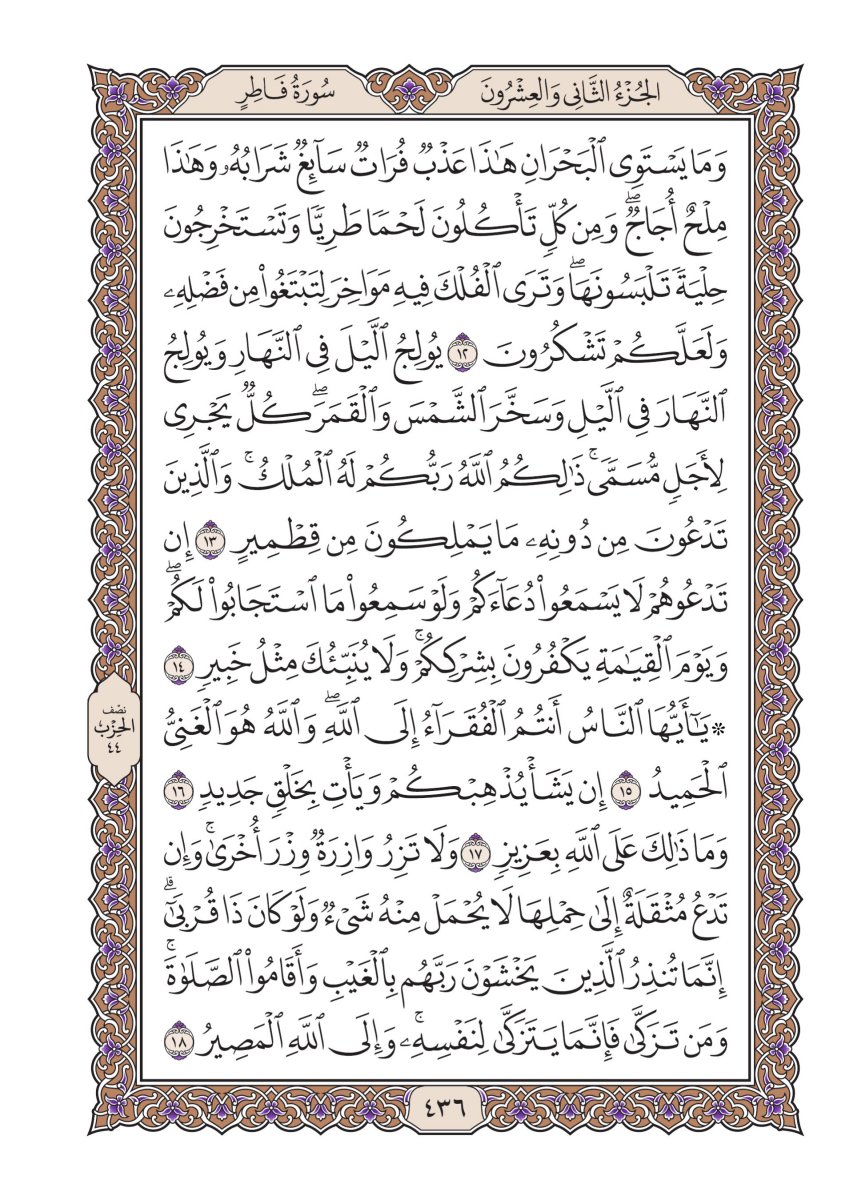 الجُزْءُ الثَّانِي وَالعِشْرُونَ
سُورَةُ فَاطِرٍ
وَمَا يَسْتَوِي ٱلْبَحْرَانِ هَٰذَا عَذْبٌ فُرَاتٌ سَآئِغٌ شَرَابُهُۥ وَهَٰذَا
مِلْحٌ أُجَاجٌۖ وَمِن كُلٍّ تَأْكُلُونَ لَحْمًا طَرِيًّا وَتَسْتَخْرِجُونَ
حِلْيَةً تَلْبَسُونَهَاۖ وَتَرَى ٱلْفُلْكَ فِيهِ مَوَاخِرَ لِتَبْتَغُوا۟ مِن فَضْلِهِۦ
وَلَعَلَّكُمْ تَشْكُرُونَ ١٢ يُولِجُ ٱلَّيْلَ فِي ٱلنَّهَارِ وَيُولِجُ
ٱلنَّهَارَ فِي ٱلَّيْلِ وَسَخَّرَ ٱلشَّمْسَ وَٱلْقَمَرَۖ كُلٌّ يَجْرِي
لِأَجَلٍ مُّسَمًّىۚ ذَٰلِكُمُ ٱللَّهُ رَبُّكُمْ لَهُ ٱلْمُلْكُۚ وَٱلَّذِينَ
تَدْعُونَ مِن دُونِهِۦ مَا يَمْلِكُونَ مِن قِطْمِيرٍ ١٣ إِن
تَدْعُوهُمْ لَا يَسْمَعُوا۟ دُعَآءَكُمْ وَلَوْ سَمِعُوا۟ مَا ٱسْتَجَابُوا۟ لَكُمْۖ
وَيَوْمَ ٱلْقِيَٰمَةِ يَكْفُرُونَ بِشِرْكِكُمْۚ وَلَا يُنَبِّئُكَ مِثْلُ خَبِيرٍ ١٤
۞ يَٰٓأَيُّهَا ٱلنَّاسُ أَنتُمُ ٱلْفُقَرَآءُ إِلَى ٱللَّهِۖ وَٱللَّهُ هُوَ ٱلْغَنِيُّ
ٱلْحَمِيدُ ١٥ إِن يَشَأْ يُذْهِبْكُمْ وَيَأْتِ بِخَلْقٍ جَدِيدٍ ١٦
وَمَا ذَٰلِكَ عَلَى ٱللَّهِ بِعَزِيزٍ ١٧ وَلَا تَزِرُ وَازِرَةٌ وِزْرَ أُخْرَىٰۚ وَإِن
تَدْعُ مُثْقَلَةٌ إِلَىٰ حِمْلِهَا لَا يُحْمَلْ مِنْهُ شَيْءٌ وَلَوْ كَانَ ذَا قُرْبَىٰٓۗ
إِنَّمَا تُنذِرُ ٱلَّذِينَ يَخْشَوْنَ رَبَّهُم بِٱلْغَيْبِ وَأَقَامُوا۟ ٱلصَّلَوٰةَۚ
وَمَن تَزَكَّىٰ فَإِنَّمَا يَتَزَكَّىٰ لِنَفْسِهِۦۚ وَإِلَى ٱللَّهِ ٱلْمَصِيرُ ١٨
نصْف
الحِزْب
٤٤
٤٣٦